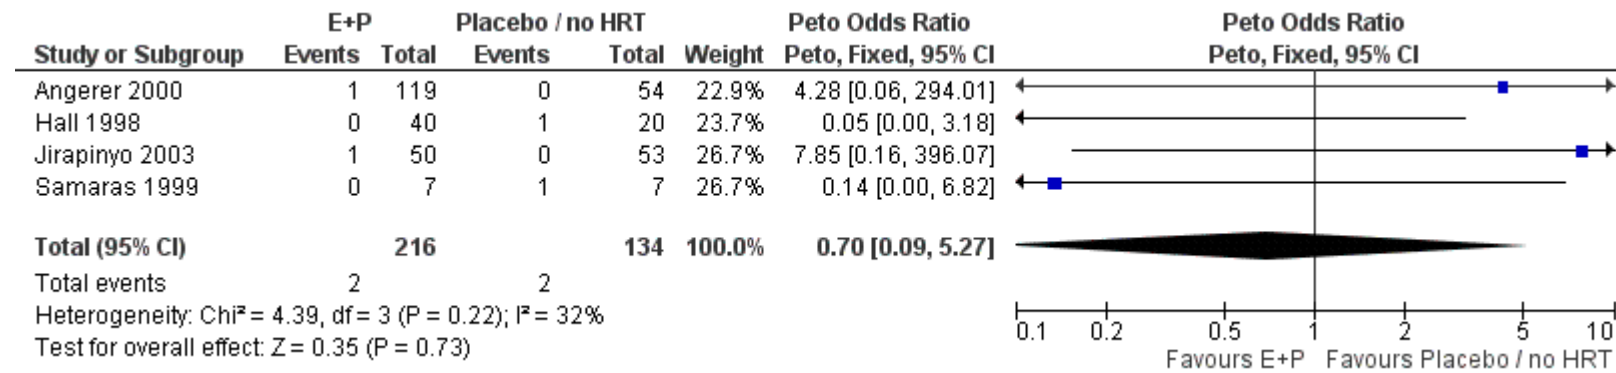 E+P Placebo / no HRT Peto Odds Ratio Peto Odds Ratio
Study or Subgroup Events Total Events Total Weight Peto, Fixed, 95% CI Peto, Fixed, 95% CI
Angerer 2000 1 119 0 54 22.9% 4.28 [0.06, 294.01]
Hall 1998 0 40 1 20 23.7% 0.05 [0.00, 3.18]
Jirapinyo 2003 1 50 0 53 26.7% 7.85 [0.16, 396.07]
Samaras 1999 0 7 1 7 26.7% 0.14 [0.00, 6.82]
Total (95% CI) 216 134 100.0% 0.70 [0.09, 5.27]
Total events 2 2
Heterogeneity: Chi² = 4.39, df = 3 (P = 0.22); I² = 32%
Test for overall effect: Z = 0.35 (P = 0.73)
0.1 0.2 0.5 1 2 5 10
Favours E+P Favours Placebo / no HRT